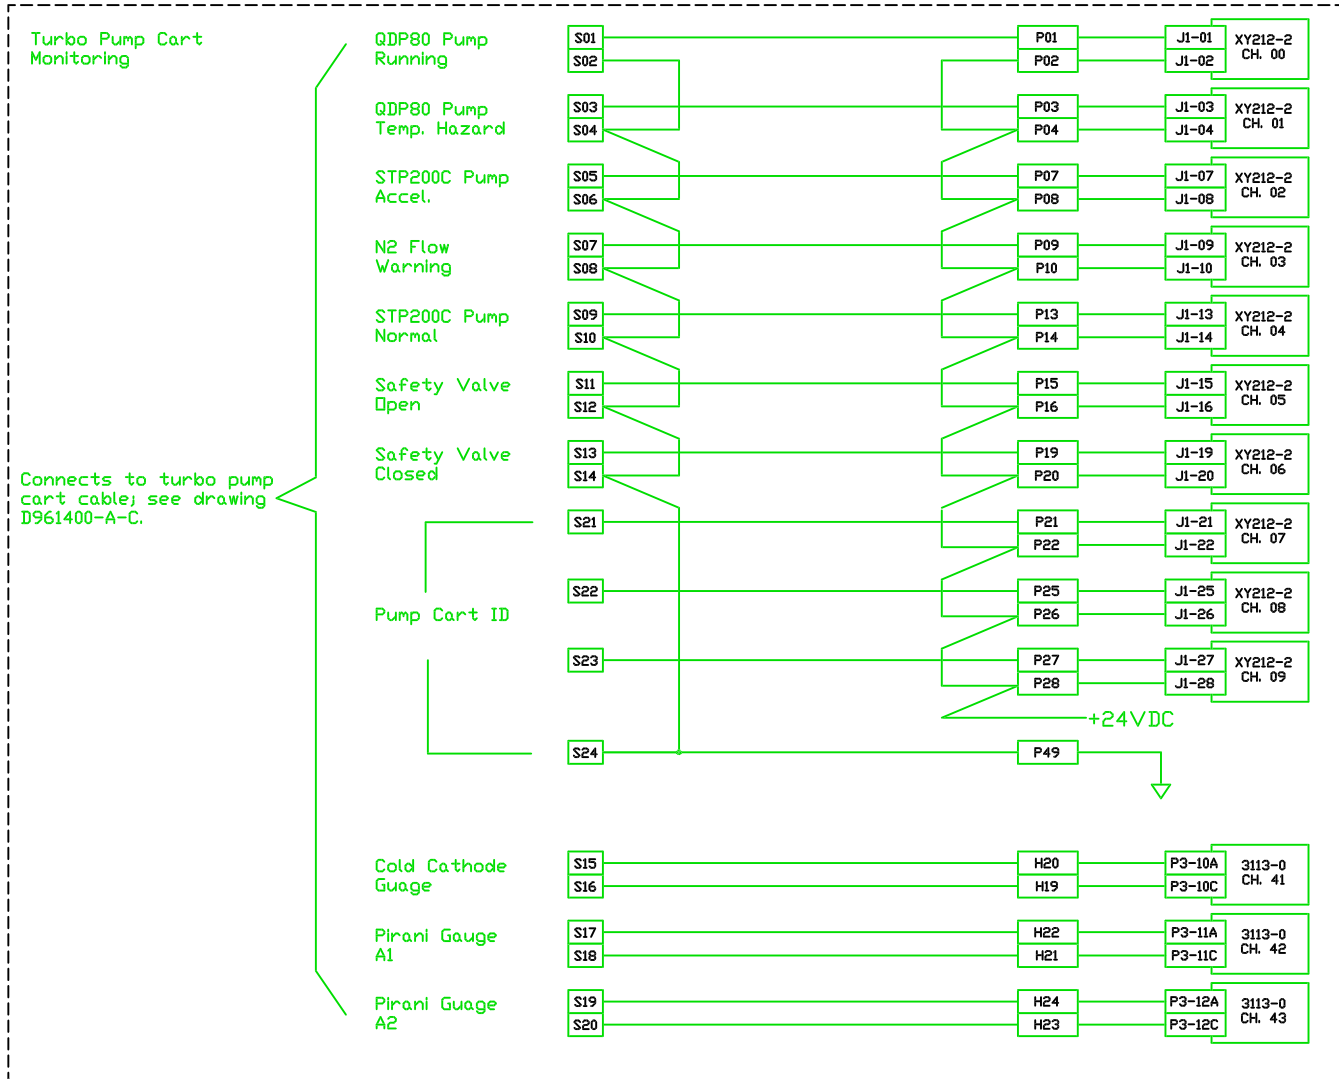 Turbo Pump Cart
Monitoring
QDP80 Pump
Running
S01
S02
P01
P02
J1-01
J1-02
XY212-2
CH. 00
QDP80 Pump
Temp. Hazard
S03
S04
P03
P04
J1-03
J1-04
XY212-2
CH. 01
STP200C Pump
Accel.
S05
S06
P07
P08
J1-07
J1-08
XY212-2
CH. 02
N2 Flow
Warning
S07
S08
P09
P10
J1-09
J1-10
XY212-2
CH. 03
STP200C Pump
Normal
S09
S10
P13
P14
J1-13
J1-14
XY212-2
CH. 04
Safety Valve
Open
S11
S12
P15
P16
J1-15
J1-16
XY212-2
CH. 05
Safety Valve
Closed
S13
S14
P19
P20
J1-19
J1-20
XY212-2
CH. 06
Connects to turbo pump
cart cable; see drawing
D961400-A-C.
S21
P21
P22
J1-21
J1-22
XY212-2
CH. 07
Pump Cart ID
S22
P25
P26
J1-25
J1-26
XY212-2
CH. 08
S23
P27
P28
J1-27
J1-28
XY212-2
CH. 09
+24VDC
S24
P49
Cold Cathode
Guage
S15
S16
H20
H19
P3-10A
P3-10C
3113-0
CH. 41
Pirani Gauge
A1
S17
S18
H22
H21
P3-11A
P3-11C
3113-0
CH. 42
Pirani Guage
A2
S19
S20
H24
H23
P3-12A
P3-12C
3113-0
CH. 43